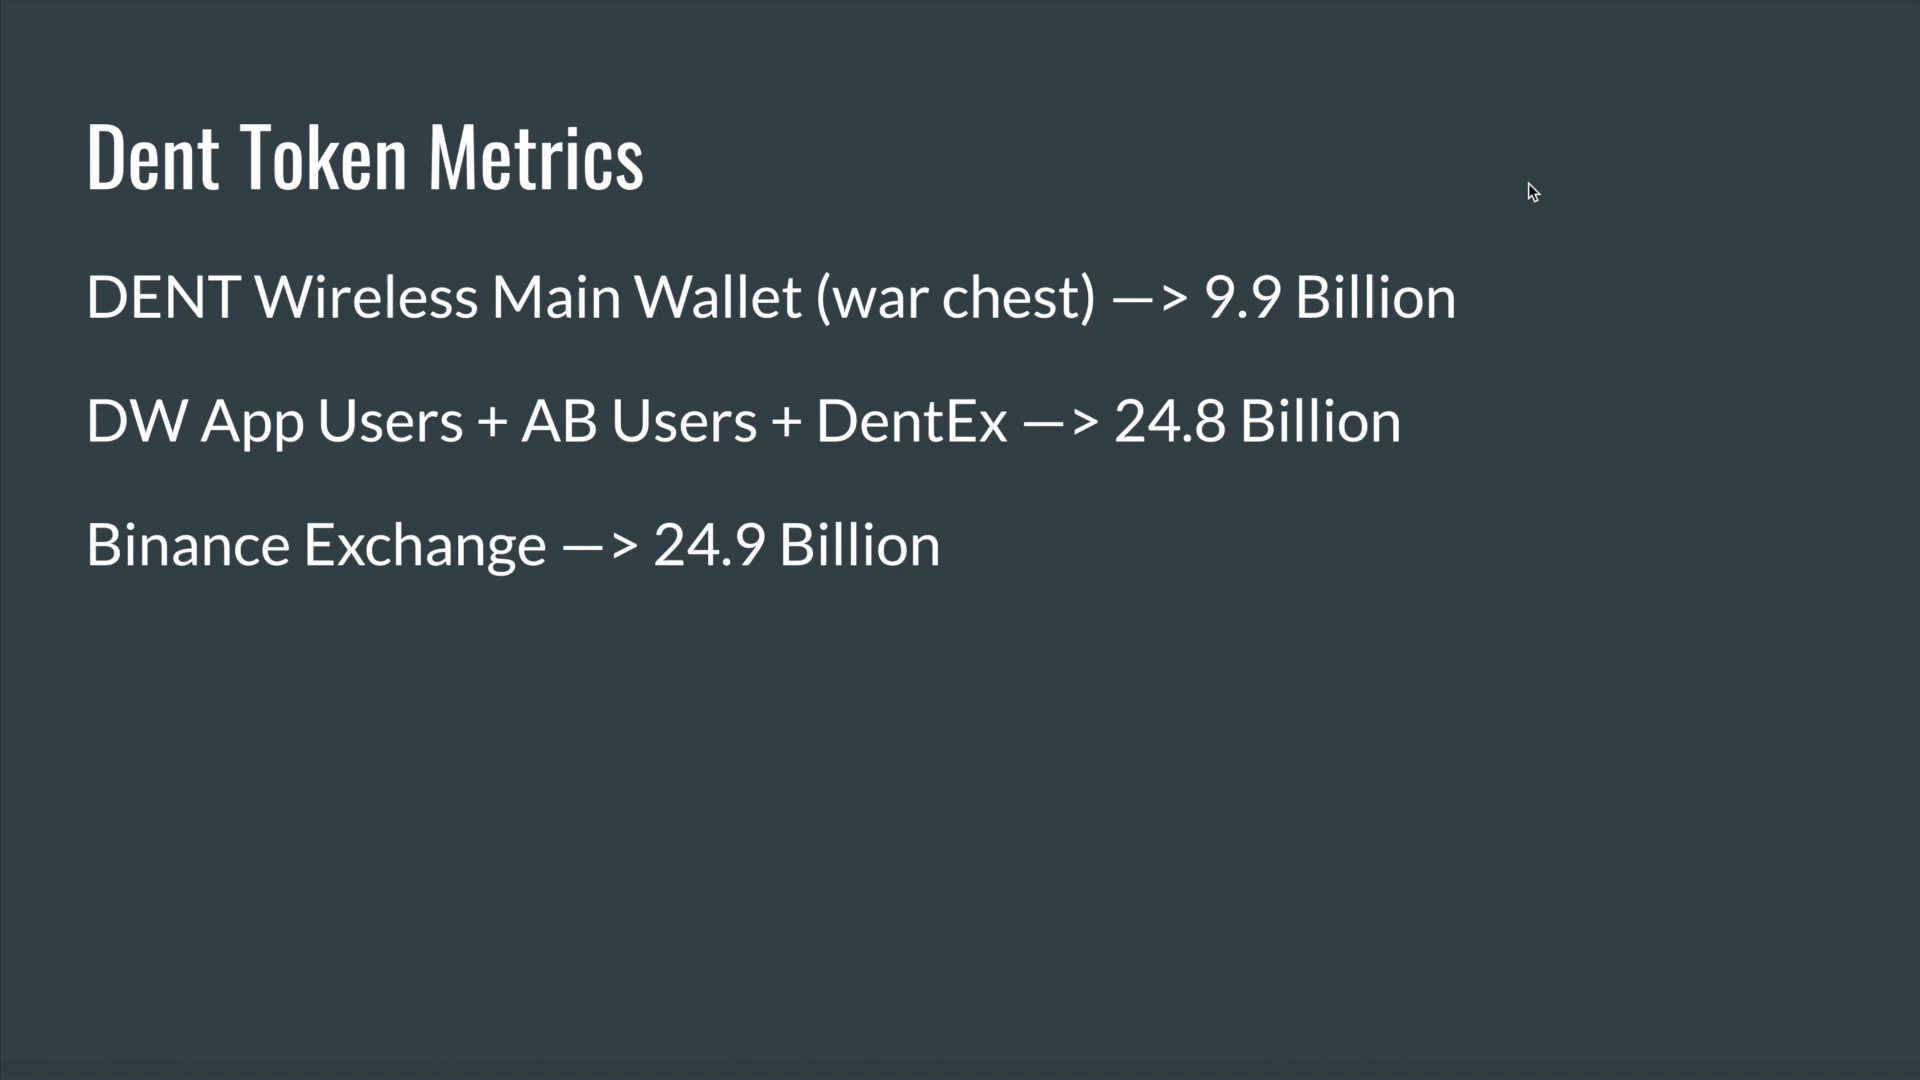 Dent Token Metrics
DENT Wireless Main Wallet (war chest) —> 9.9 Billion
DW App Users + AB Users + DentEx —> 24.8 Billion
Binance Exchange —> 24.9 Billion